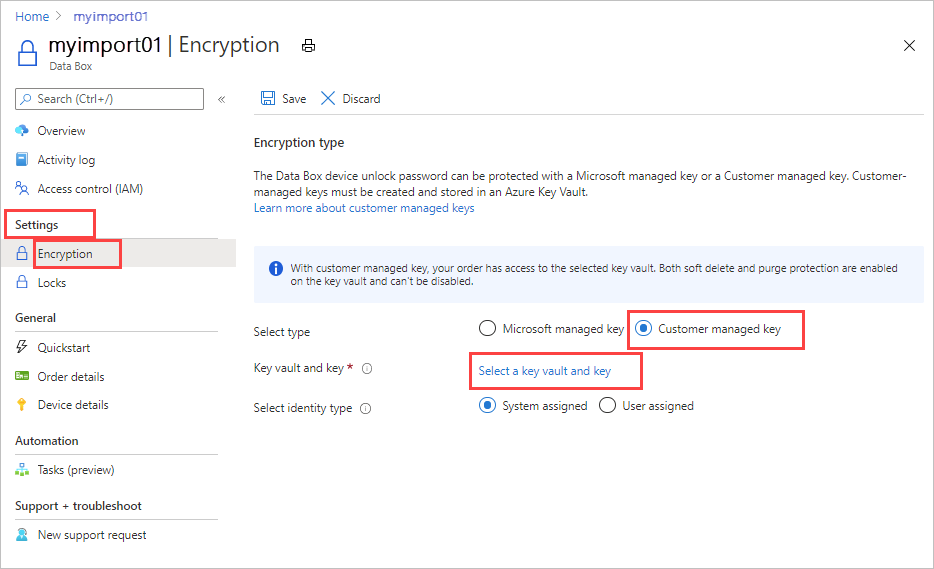 Home > myimport01
myimport01 | Encryption
Data Box
Search (Ctrl+/)
«
Overview
Activity log
Access control (IAM)
Settings
Encryption
Locks
General
Quickstart
Order details
Device details
Automation
Tasks (preview)
Support + troubleshoot
New support request
Save Discard
Encryption type
The Data Box device unlock password can be protected with a Microsoft managed key or a Customer managed key. Customer-
managed keys must be created and stored in an Azure Key Vault.
Learn more about customer managed keys
With customer managed key, your order has access to the selected key vault. Both soft delete and purge protection are enabled
on the key vault and can't be disabled.
Select type Microsoft managed key Customer managed key
Key vault and key * Select a key vault and key
Select identity type System assigned User assigned